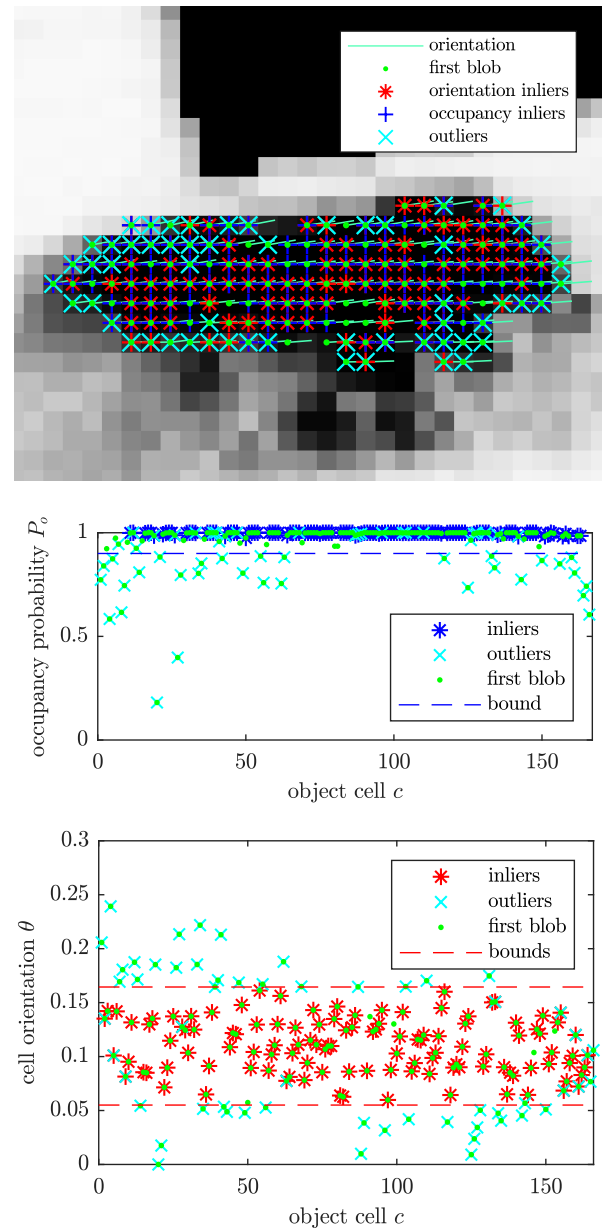 orientation
first blob
orientation inliers
occupancy inliers
outliers
occupancy probability P_o
1
0.5
0
inliers
outliers
first blob
bound
0 50 100 150
object cell c
cell orientation θ
0.3
0.25
0.2
0.15
0.1
0.05
0
inliers
outliers
first blob
bounds
0 50 100 150
object cell c